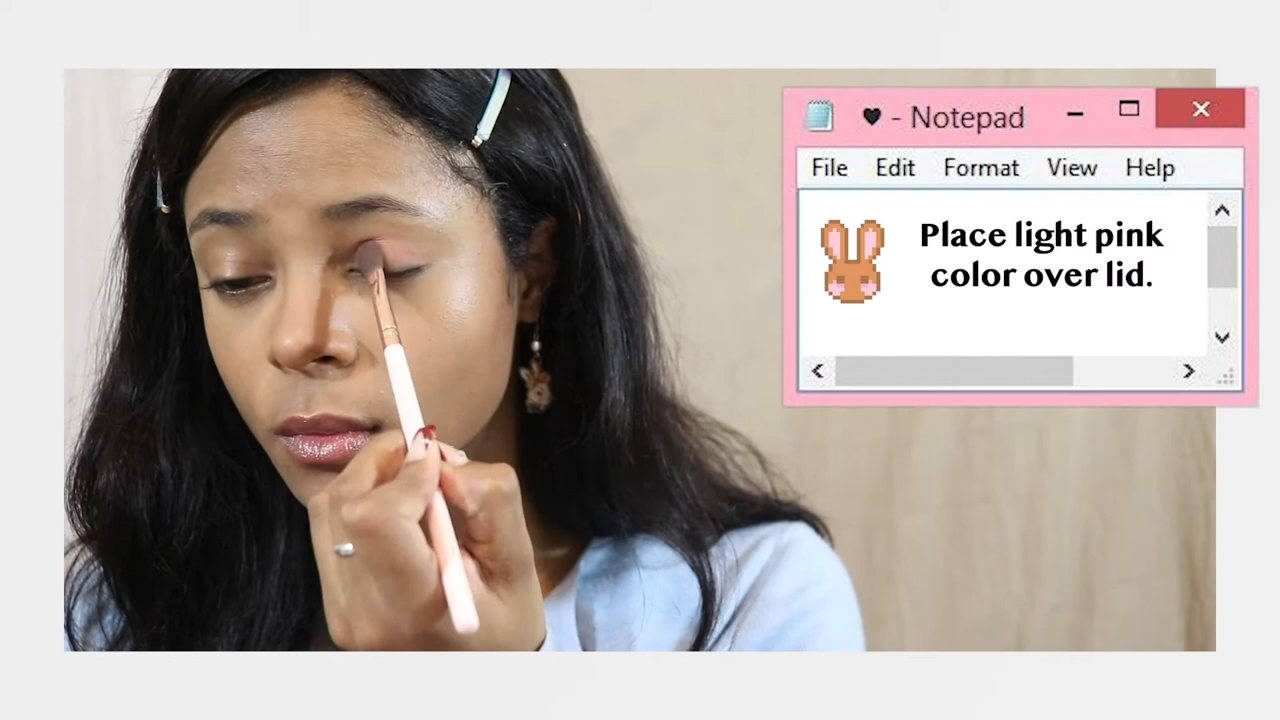 ♥ - Notepad
File Edit Format View Help
Place light pink
color over lid.